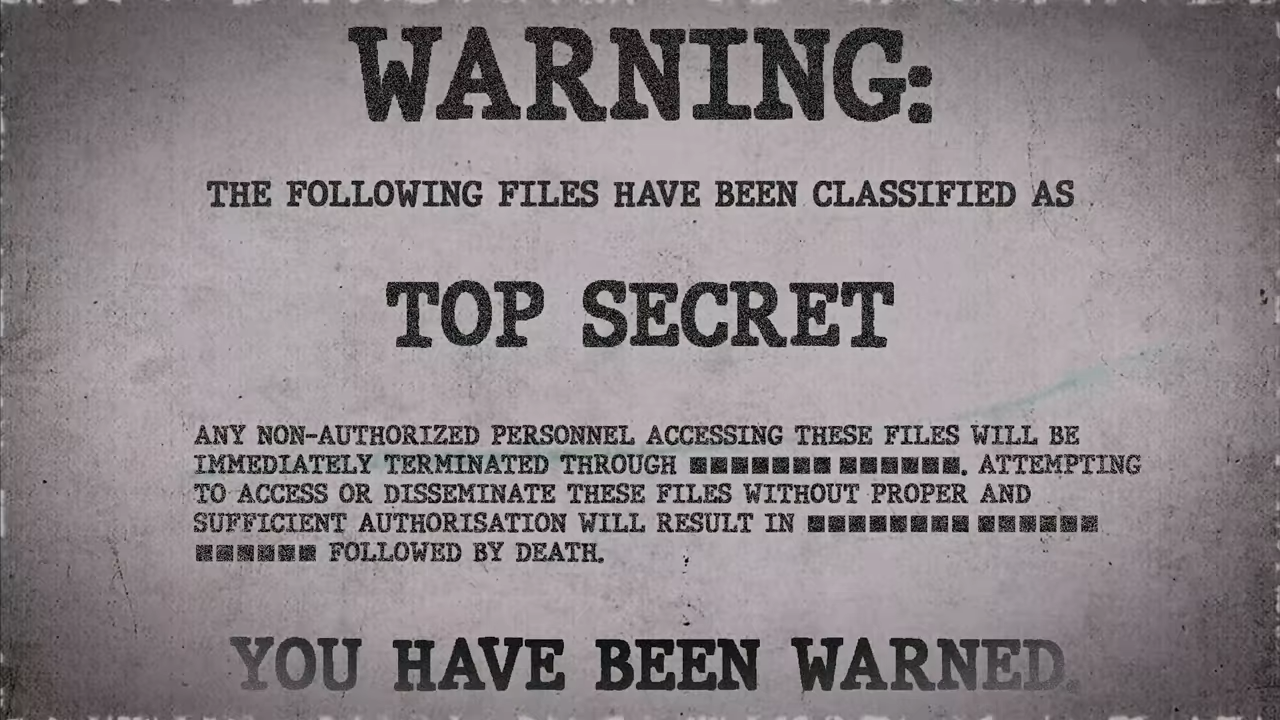 WARNING:
THE FOLLOWING FILES HAVE BEEN CLASSIFIED AS
TOP SECRET
ANY NON-AUTHORIZED PERSONNEL ACCESSING THESE FILES WILL BE
IMMEDIATELY TERMINATED THROUGH ■■■■■■■ ■■■■■■. ATTEMPTING
TO ACCESS OR DISSEMINATE THESE FILES WITHOUT PROPER AND
SUFFICIENT AUTHORISATION WILL RESULT IN ■■■■■■■■ ■■■■■■
■■■■■■ FOLLOWED BY DEATH.
YOU HAVE BEEN WARNED.